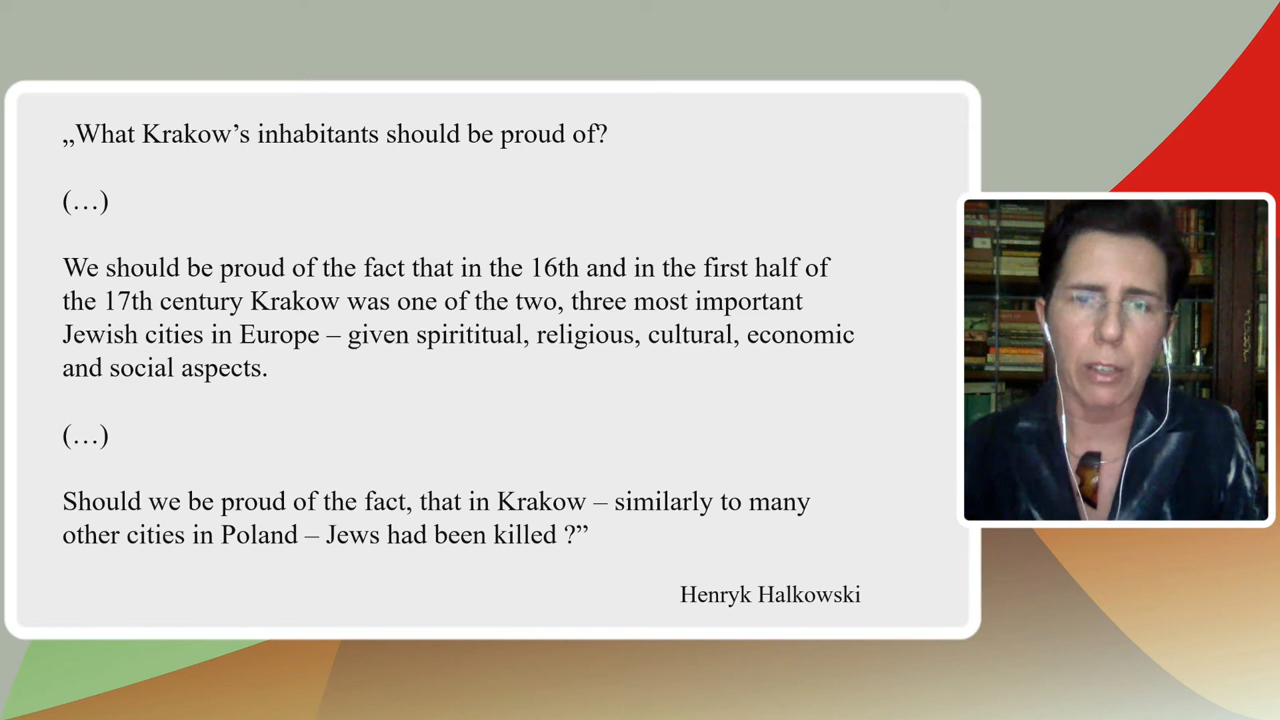 „What Krakow’s inhabitants should be proud of?
(…)
We should be proud of the fact that in the 16th and in the first half of
the 17th century Krakow was one of the two, three most important
Jewish cities in Europe – given spirititual, religious, cultural, economic
and social aspects.
(…)
Should we be proud of the fact, that in Krakow – similarly to many
other cities in Poland – Jews had been killed ?”
Henryk Halkowski